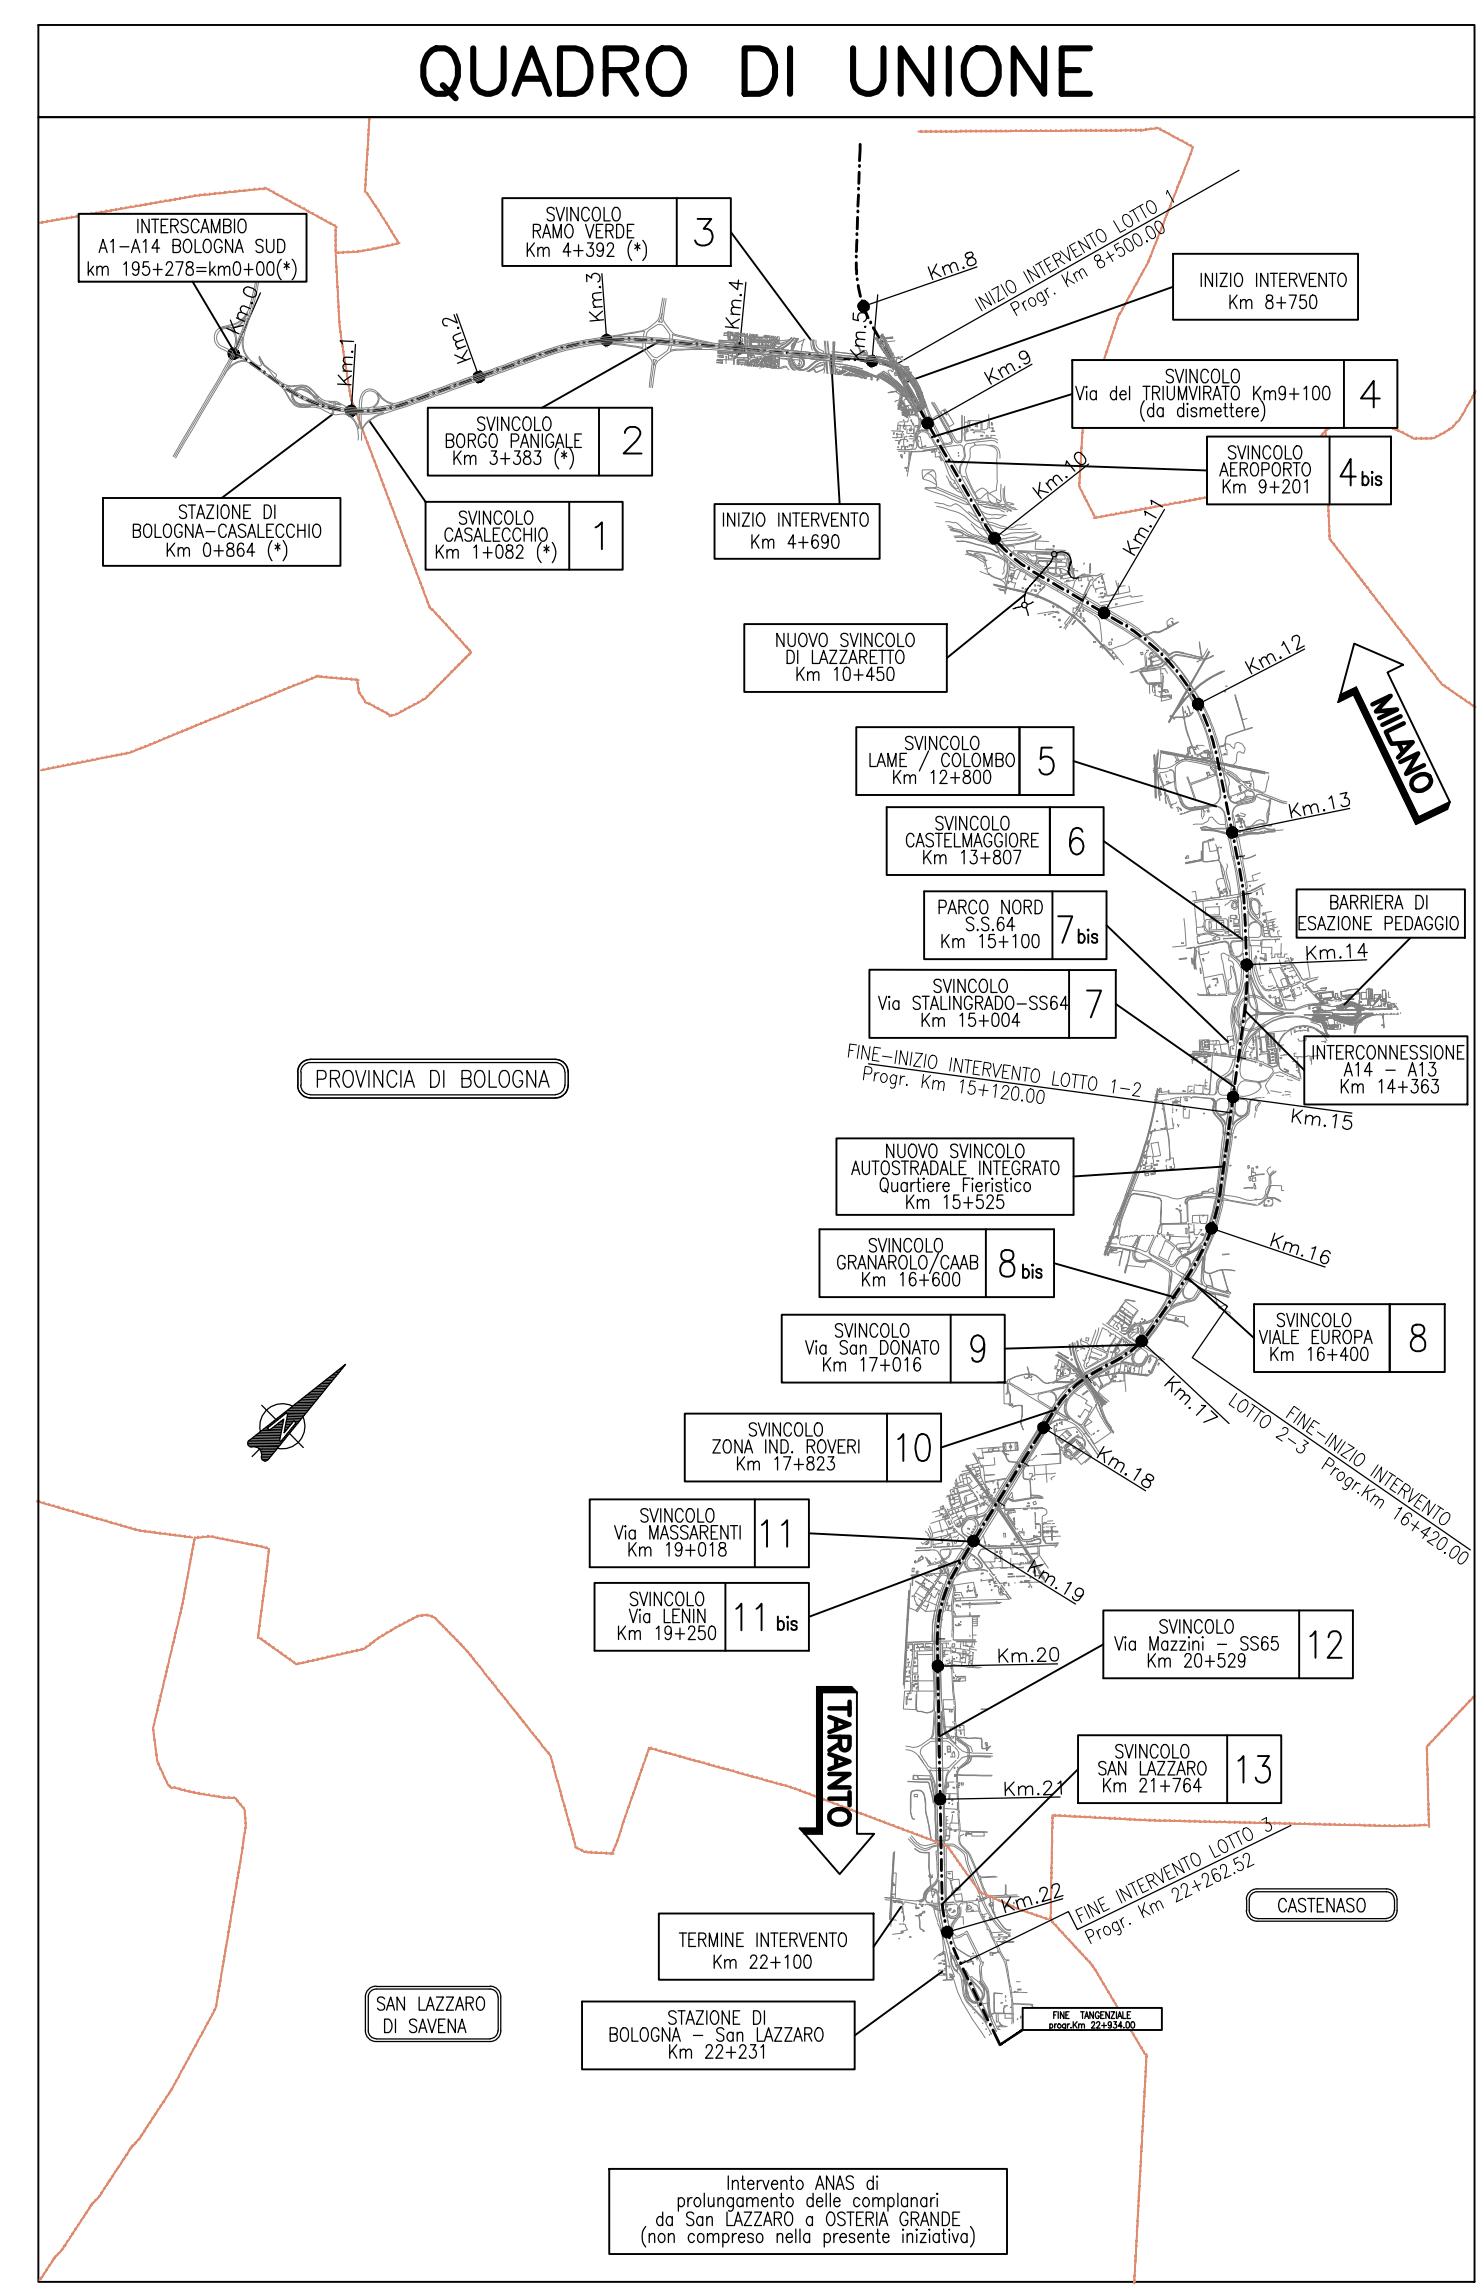 QUADRO DI UNIONE
INTERSCAMBIO
A1-A14 BOLOGNA SUD
km 195+278=km0+00(*)
SVINCOLO
RAMO VERDE
Km 4+392 (*)
3
Km.0
Km.1
Km.2
Km.3
Km.4
Km.5
Km.8
INIZIO INTERVENTO LOTTO 1
Progr. Km 8+500.00
INIZIO INTERVENTO
Km 8+750
Km.9
SVINCOLO
Via del TRIUMVIRATO Km9+100
(da dismettere)
4
SVINCOLO
BORGO PANIGALE
Km 3+383 (*)
2
SVINCOLO
AEROPORTO
Km 9+201
4 bis
STAZIONE DI
BOLOGNA-CASALECCHIO
Km 0+864 (*)
SVINCOLO
CASALECCHIO
Km 1+082 (*)
1
INIZIO INTERVENTO
Km 4+690
Km.10
Km.11
NUOVO SVINCOLO
DI LAZZARETTO
Km 10+450
Km.12
MILANO
SVINCOLO
LAME / COLOMBO
Km 12+800
5
Km.13
SVINCOLO
CASTELMAGGIORE
Km 13+807
6
PARCO NORD
S.S.64
Km 15+100
7 bis
BARRIERA DI
ESAZIONE PEDAGGIO
Km.14
SVINCOLO
Via STALINGRADO-SS64
Km 15+004
7
INTERCONNESSIONE
A14 - A13
Km 14+363
FINE-INIZIO INTERVENTO LOTTO 1-2
Progr. Km 15+120.00
PROVINCIA DI BOLOGNA
Km.15
NUOVO SVINCOLO
AUTOSTRADALE INTEGRATO
Quartiere Fieristico
Km 15+525
Km.16
SVINCOLO
GRANAROLO/CAAB
Km 16+600
8 bis
SVINCOLO
VIALE EUROPA
Km 16+400
8
SVINCOLO
Via San DONATO
Km 17+016
9
Km.17
FINE-INIZIO INTERVENTO
LOTTO 2-3 Progr.Km 16+420.00
SVINCOLO
ZONA IND. ROVERI
Km 17+823
10
Km.18
SVINCOLO
Via MASSARENTI
Km 19+018
11
Km.19
SVINCOLO
Via LENIN
Km 19+250
11 bis
SVINCOLO
Via Mazzini - SS65
Km 20+529
12
Km.20
TARANTO
SVINCOLO
SAN LAZZARO
Km 21+764
13
Km.21
FINE INTERVENTO LOTTO 3
Progr. Km 22+262.52
Km.22
CASTENASO
TERMINE INTERVENTO
Km 22+100
SAN LAZZARO
DI SAVENA
STAZIONE DI
BOLOGNA - San LAZZARO
Km 22+231
FINE TANGENZIALE
progr.Km 22+934.00
Intervento ANAS di
prolungamento delle complanari
da San LAZZARO a OSTERIA GRANDE
(non compreso nella presente iniziativa)